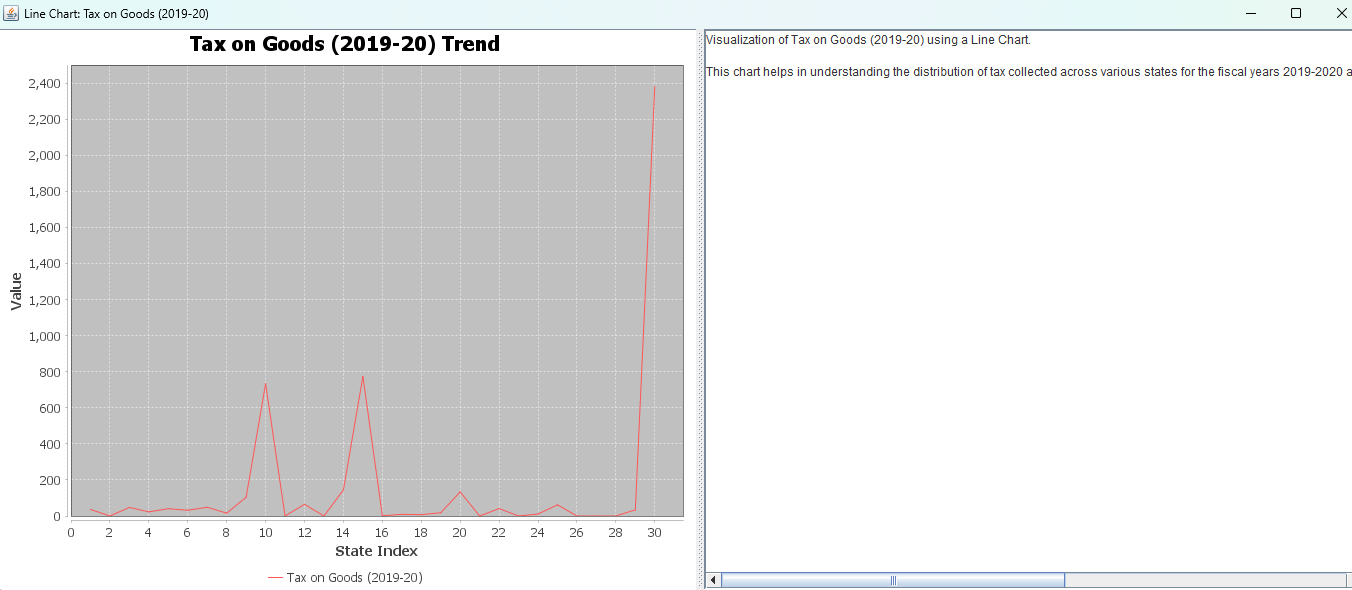 Line Chart: Tax on Goods (2019-20)
Tax on Goods (2019-20) Trend
Value
2,400
2,200
2,000
1,800
1,600
1,400
1,200
1,000
800
600
400
200
0
0 2 4 6 8 10 12 14 16 18 20 22 24 26 28 30
State Index
Tax on Goods (2019-20)
Visualization of Tax on Goods (2019-20) using a Line Chart.
This chart helps in understanding the distribution of tax collected across various states for the fiscal years 2019-2020 a